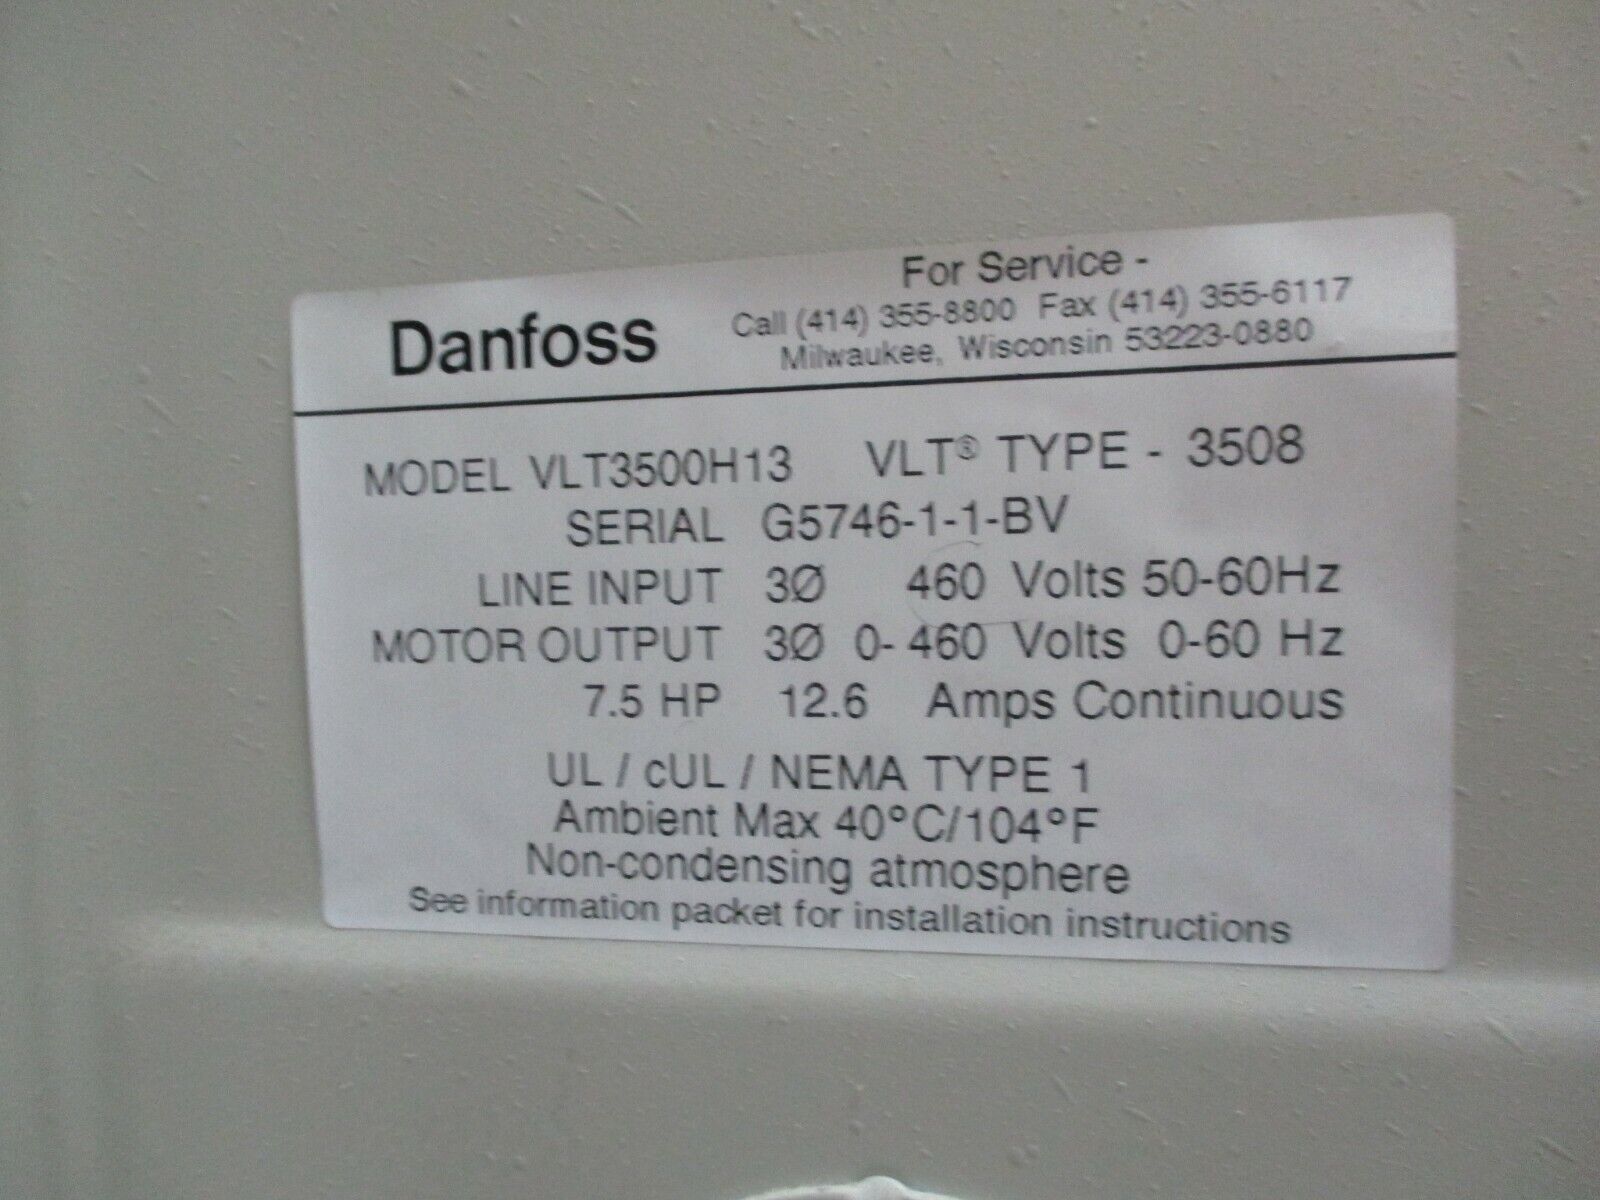 For Service -
Danfoss Call (414) 355-8800 Fax (414) 355-6117
Milwaukee, Wisconsin 53223-0880
MODEL VLT3500H13 VLT® TYPE - 3508
SERIAL G5746-1-1-BV
LINE INPUT 3Ø 460 Volts 50-60Hz
MOTOR OUTPUT 3Ø 0- 460 Volts 0-60 Hz
7.5 HP 12.6 Amps Continuous
UL / cUL / NEMA TYPE 1
Ambient Max 40°C/104°F
Non-condensing atmosphere
See information packet for installation instructions